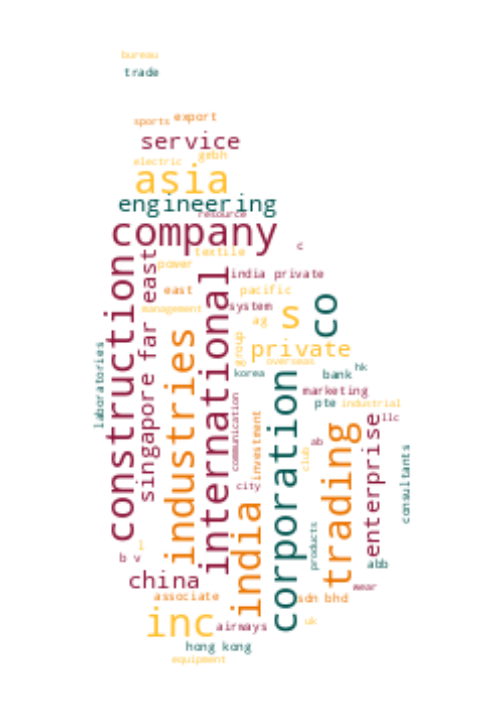 bureau
trade
sports
export
service
gmbh
electric
asia
engineering
resource
company
c
textile
power
india private
east
pacific
management
system
s
co
ag
construction
singapore far east
industries
international
group
private
overseas
hk
laboratories
korea
bank
marketing
pte
industrial
llc
corporation
communication
investment
ab
trading
enterprise
club
consultants
city
india
products
i
b v
abb
china
wear
associate
sdn bhd
inc
airways
uk
hong kong
equipment